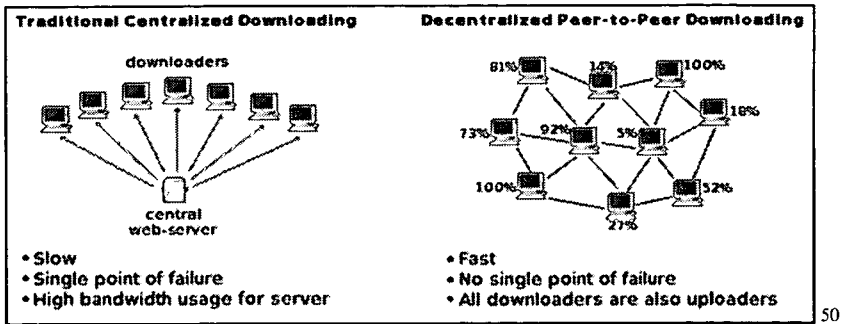 Traditional Centralized Downloading
downloaders
central
web-server
• Slow
• Single point of failure
• High bandwidth usage for server
Decentralized Peer-to-Peer Downloading
81%
14%
100%
18%
73%
92%
5%
100%
52%
27%
• Fast
• No single point of failure
• All downloaders are also uploaders
50